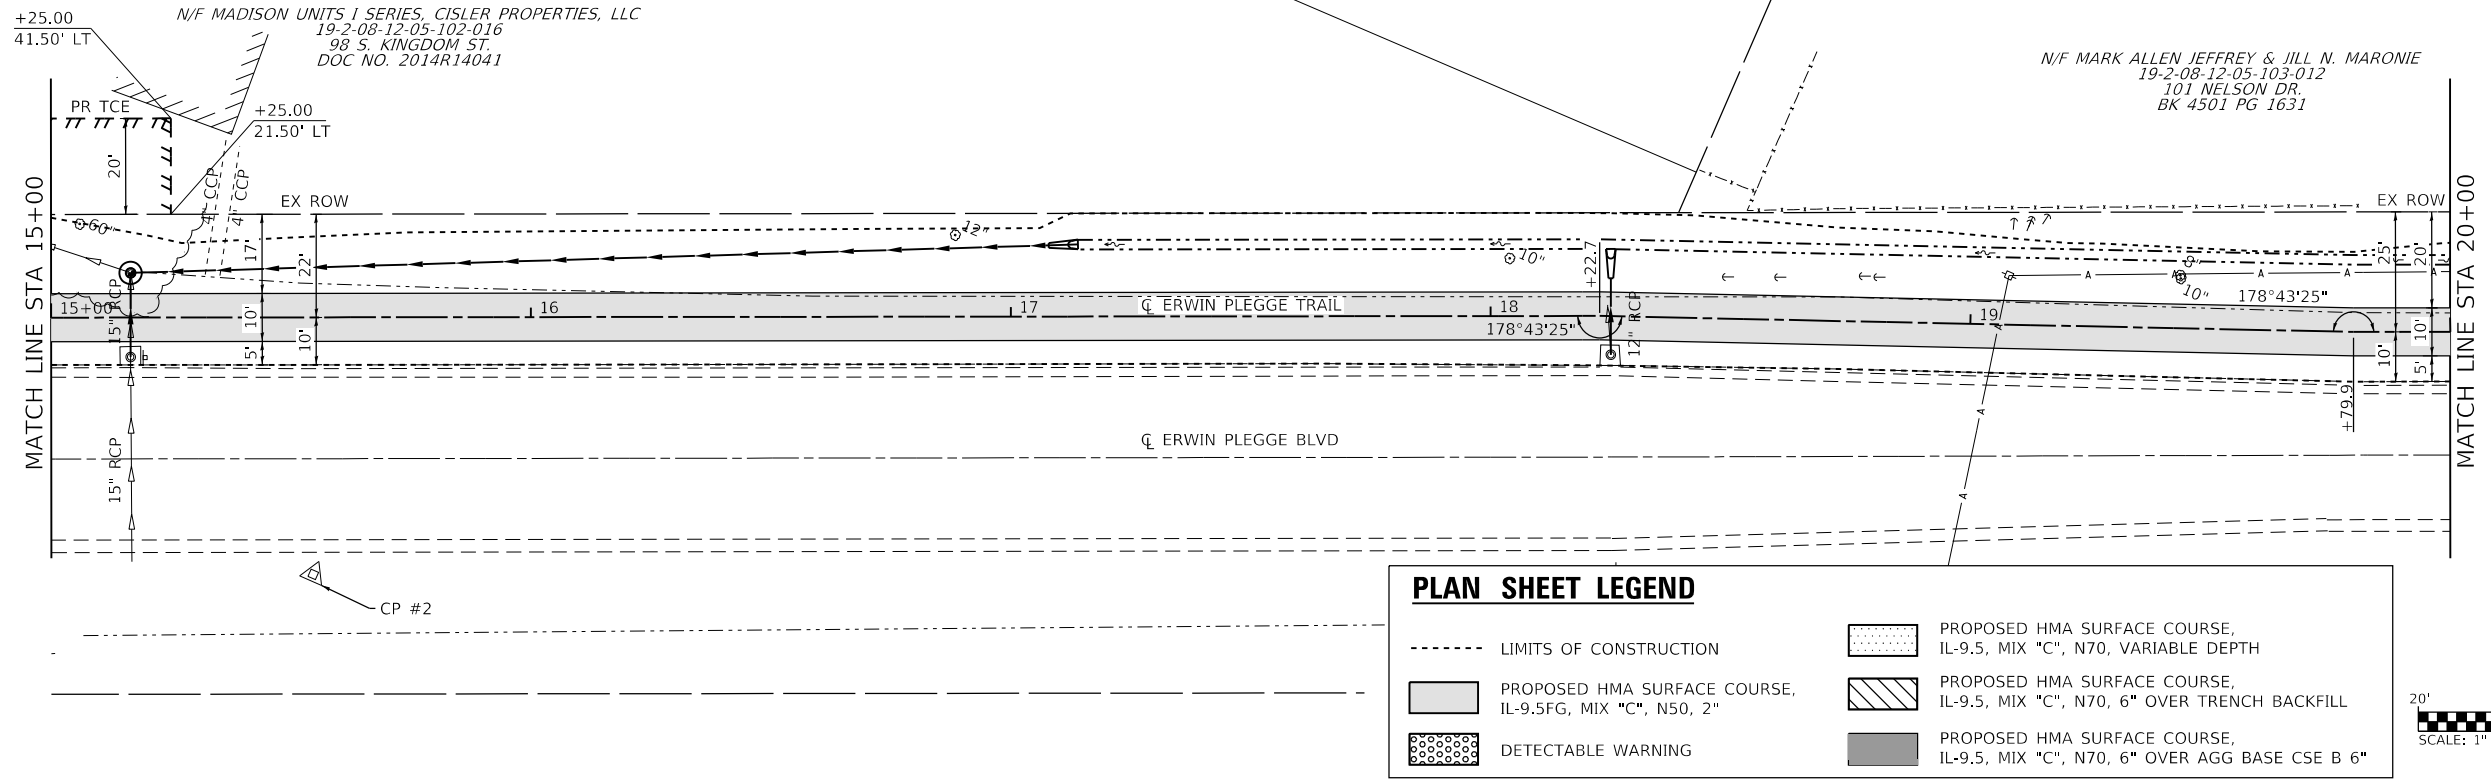 +25.00
41.50' LT
N/F MADISON UNITS I SERIES, CISLER PROPERTIES, LLC
19-2-08-12-05-102-016
98 S. KINGDOM ST.
DOC NO. 2014R14041
N/F MARK ALLEN JEFFREY & JILL N. MARONIE
19-2-08-12-05-103-012
101 NELSON DR.
BK 4501 PG 1631
PR TCE
+25.00
21.50' LT
20'
4" CCP
4" CCP
EX ROW
EX ROW
MATCH LINE STA 15+00
MATCH LINE STA 20+00
60"
12"
10"
8"
10"
17'
22'
10'
5'
10'
15+00
16
17
18
19
15" RCP
15" RCP
12" RCP
℄ ERWIN PLEGGE TRAIL
+22.7
178°43'25"
178°43'25"
+79.9
25'
20'
10'
10'
5'
A
A
A
A
A
A
A
A
℄ ERWIN PLEGGE BLVD
CP #2
PLAN SHEET LEGEND
LIMITS OF CONSTRUCTION
PROPOSED HMA SURFACE COURSE,
IL-9.5FG, MIX "C", N50, 2"
DETECTABLE WARNING
PROPOSED HMA SURFACE COURSE,
IL-9.5, MIX "C", N70, VARIABLE DEPTH
PROPOSED HMA SURFACE COURSE,
IL-9.5, MIX "C", N70, 6" OVER TRENCH BACKFILL
PROPOSED HMA SURFACE COURSE,
IL-9.5, MIX "C", N70, 6" OVER AGG BASE CSE B 6"
20'
SCALE: 1"